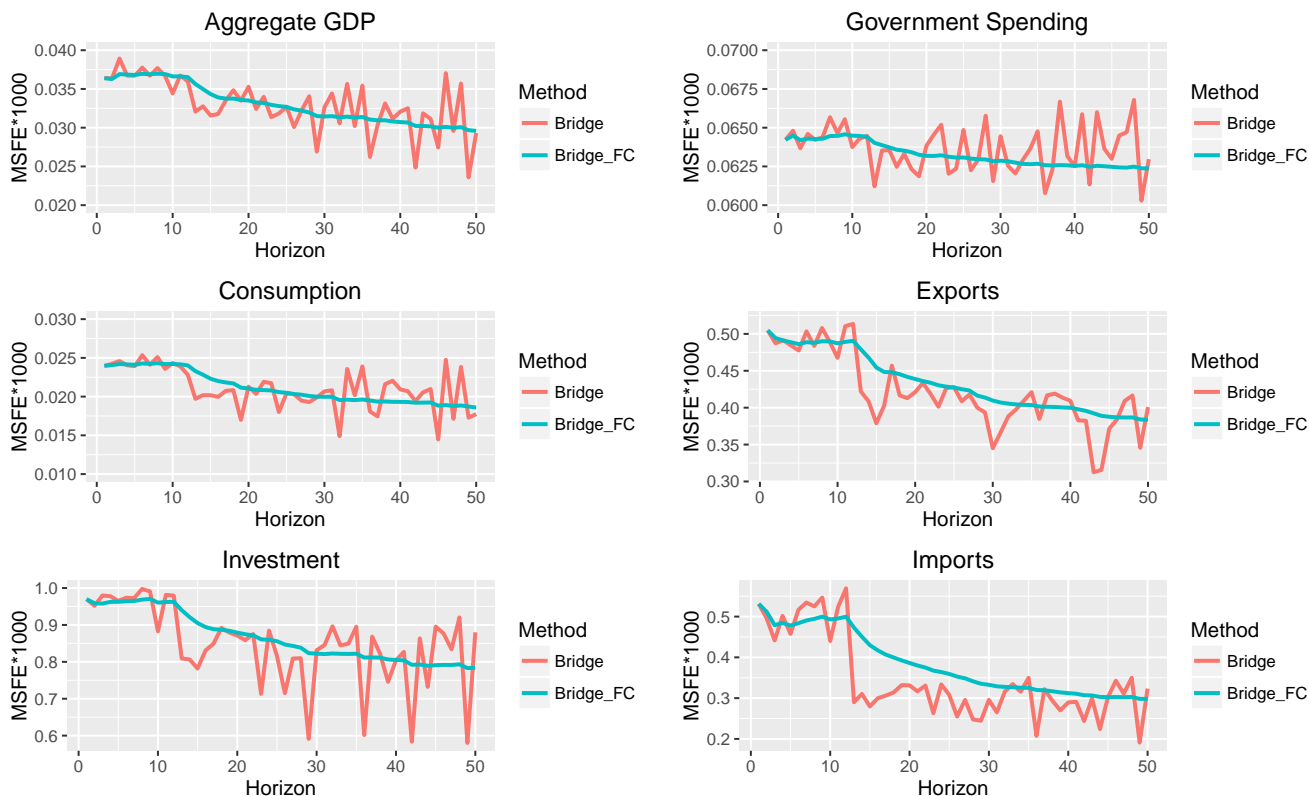 Aggregate GDP
0.040
0.035
0.030
0.025
0.020
MSFE*1000
0 10 20 30 40 50
Horizon
Method
Bridge
Bridge_FC
Government Spending
0.0700
0.0675
0.0650
0.0625
0.0600
MSFE*1000
0 10 20 30 40 50
Horizon
Method
Bridge
Bridge_FC
Consumption
0.030
0.025
0.020
0.015
0.010
MSFE*1000
0 10 20 30 40 50
Horizon
Method
Bridge
Bridge_FC
Exports
0.50
0.45
0.40
0.35
0.30
MSFE*1000
0 10 20 30 40 50
Horizon
Method
Bridge
Bridge_FC
Investment
1.0
0.9
0.8
0.7
0.6
MSFE*1000
0 10 20 30 40 50
Horizon
Method
Bridge
Bridge_FC
Imports
0.5
0.4
0.3
0.2
MSFE*1000
0 10 20 30 40 50
Horizon
Method
Bridge
Bridge_FC